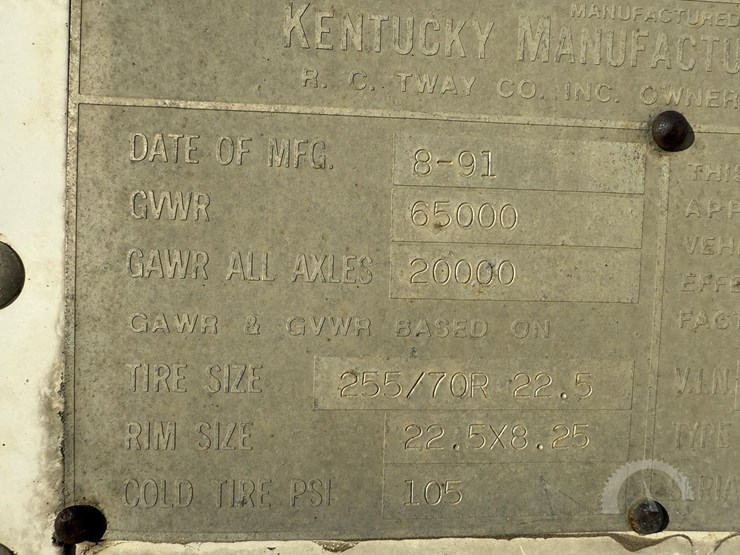 MANUFACTURED
KENTUCKY MANUFACTU
R. C. TWAY CO. INC. OWNER
DATE OF MFG. 8-91
GVWR 65000
GAWR ALL AXLES 20000
GAWR & GVWR BASED ON
TIRE SIZE 255/70R 22.5
RIM SIZE 22.5X8.25
COLD TIRE PSI 105
THIS
APP
VEH
EFFE
FACT
V.I.N
TYPE